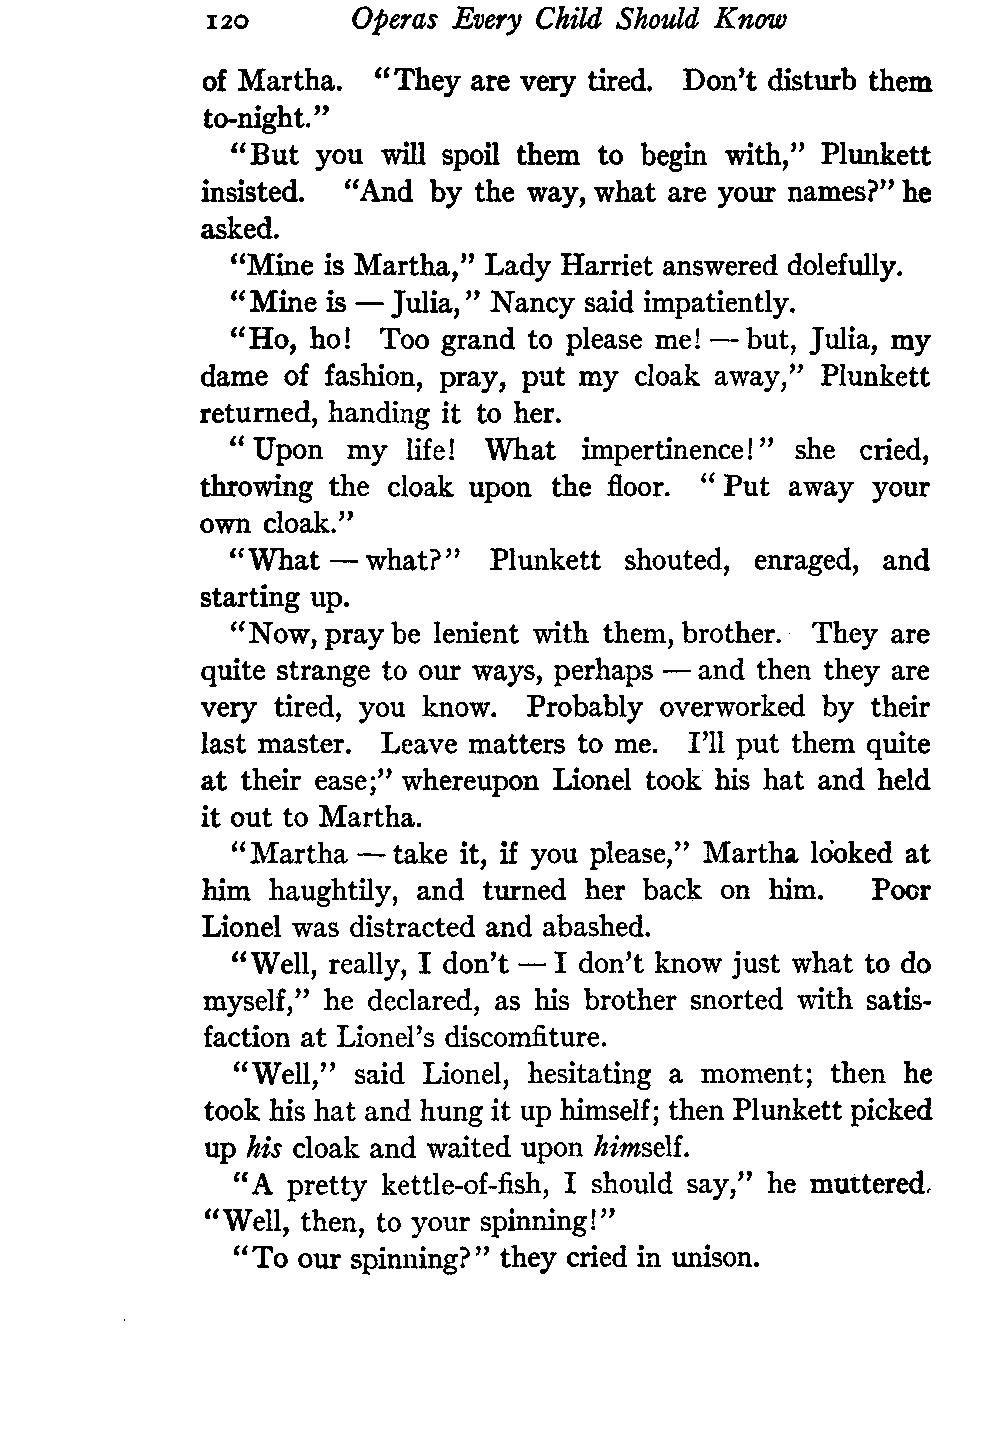 120 Operas Every Child Should Know
of Martha. "They are very tired. Don't disturb them
to-night."
"But you will spoil them to begin with," Plunkett
insisted. "And by the way, what are your names?" he
asked.
"Mine is Martha," Lady Harriet answered dolefully.
"Mine is — Julia," Nancy said impatiently.
"Ho, ho! Too grand to please me! — but, Julia, my
dame of fashion, pray, put my cloak away," Plunkett
returned, handing it to her.
"Upon my life! What impertinence!" she cried,
throwing the cloak upon the floor. "Put away your
own cloak."
"What — what?" Plunkett shouted, enraged, and
starting up.
"Now, pray be lenient with them, brother. They are
quite strange to our ways, perhaps — and then they are
very tired, you know. Probably overworked by their
last master. Leave matters to me. I'll put them quite
at their ease;" whereupon Lionel took his hat and held
it out to Martha.
"Martha — take it, if you please," Martha looked at
him haughtily, and turned her back on him. Poor
Lionel was distracted and abashed.
"Well, really, I don't — I don't know just what to do
myself," he declared, as his brother snorted with satis-
faction at Lionel's discomfiture.
"Well," said Lionel, hesitating a moment; then he
took his hat and hung it up himself; then Plunkett picked
up his cloak and waited upon himself.
"A pretty kettle-of-fish, I should say," he muttered.
"Well, then, to your spinning!"
"To our spinning?" they cried in unison.